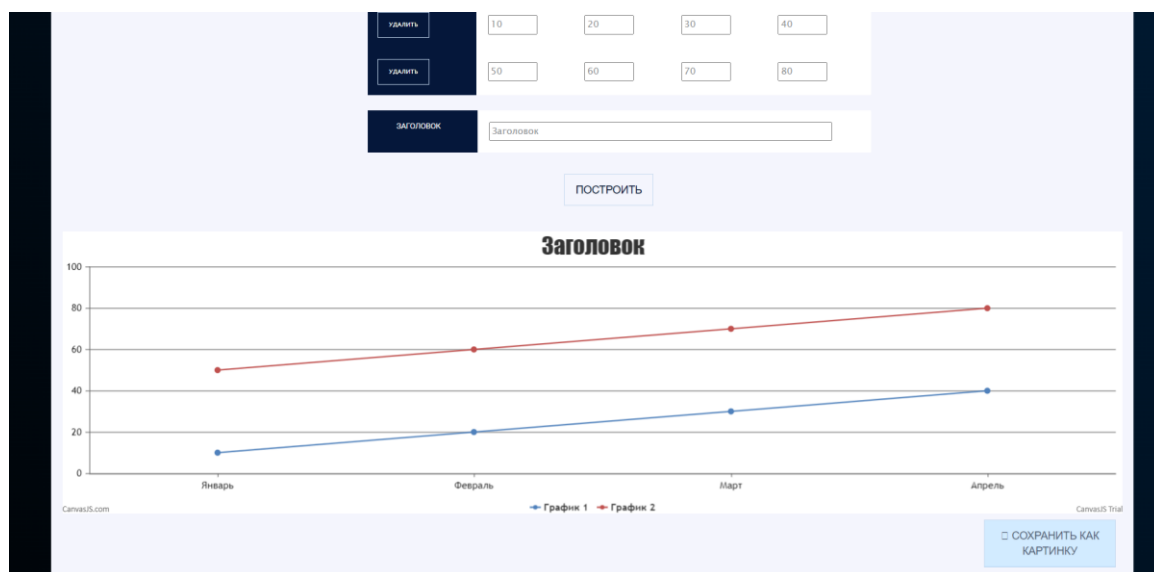 УДАЛИТЬ 10 20 30 40
УДАЛИТЬ 50 60 70 80
ЗАГОЛОВОК Заголовок
ПОСТРОИТЬ
Заголовок
100
80
60
40
20
0
Январь Февраль Март Апрель
CanvasJS.com График 1 График 2 CanvasJS Trial
СОХРАНИТЬ КАК
КАРТИНКУ